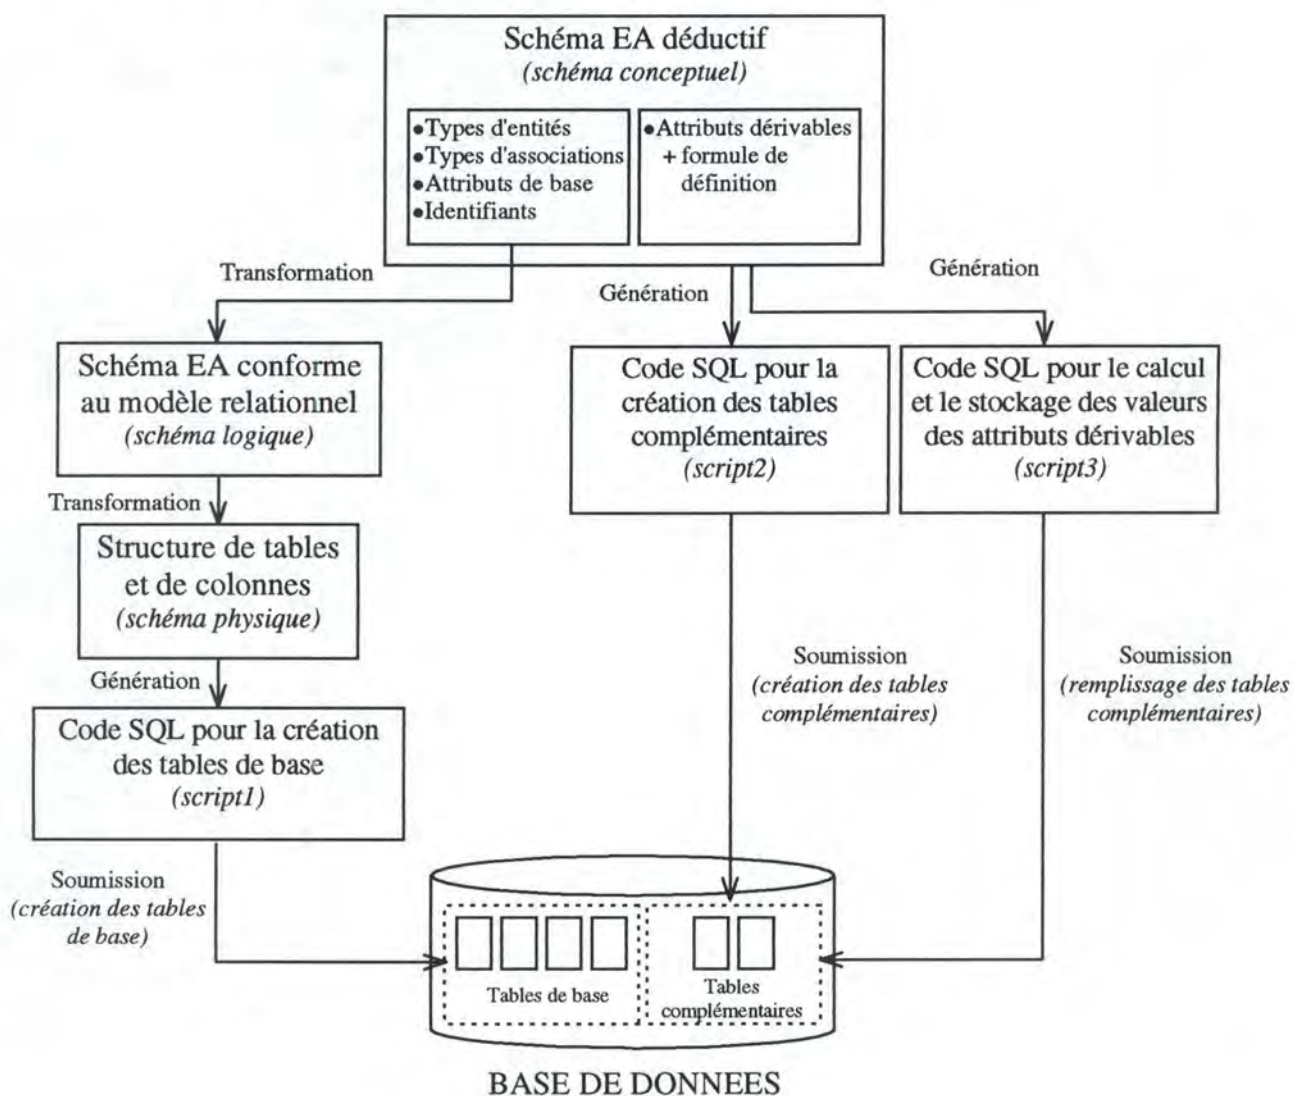 Schéma EA déductif
(schéma conceptuel)
●Types d'entités
●Types d'associations
●Attributs de base
●Identifiants
●Attributs dérivables
+ formule de
définition
Transformation
Génération
Génération
Schéma EA conforme
au modèle relationnel
(schéma logique)
Code SQL pour la
création des tables
complémentaires
(script2)
Code SQL pour le calcul
et le stockage des valeurs
des attributs dérivables
(script3)
Transformation
Structure de tables
et de colonnes
(schéma physique)
Génération
Code SQL pour la création
des tables de base
(script1)
Soumission
(création des tables
complémentaires)
Soumission
(remplissage des tables
complémentaires)
Soumission
(création des tables
de base)
Tables de base
Tables
complémentaires
BASE DE DONNEES